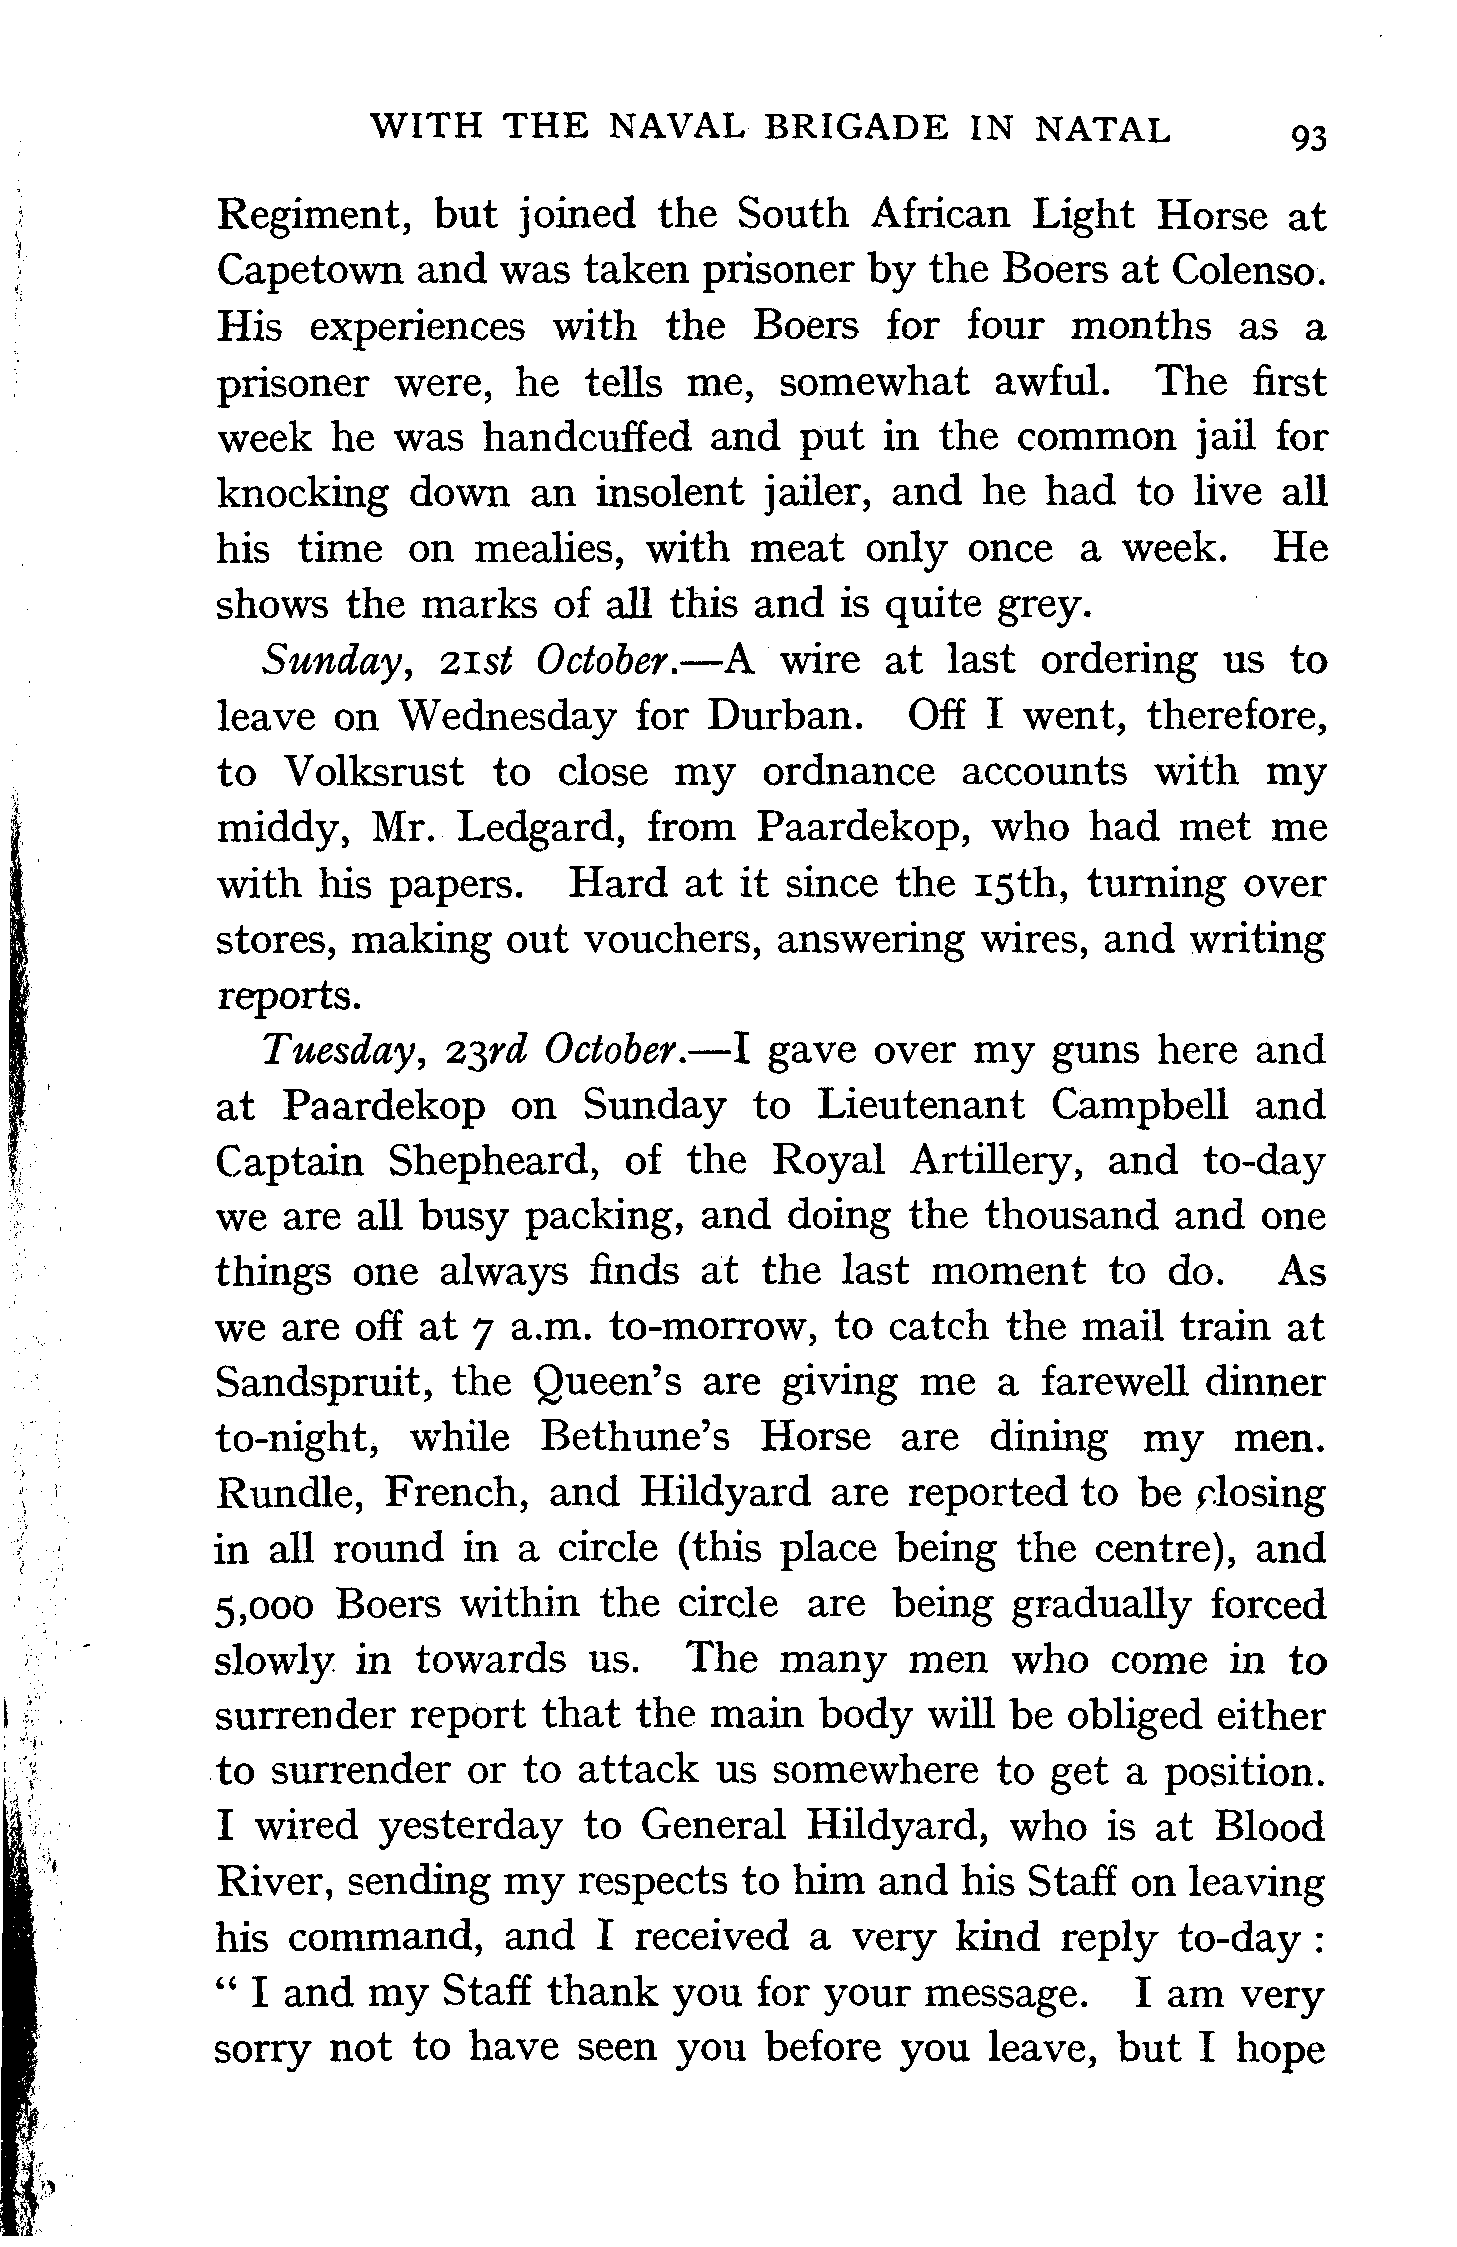 WITH THE NAVAL BRIGADE IN NATAL 93
Regiment, but joined the South African Light Horse at
Capetown and was taken prisoner by the Boers at Colenso.
His experiences with the Boers for four months as a
prisoner were, he tells me, somewhat awful. The first
week he was handcuffed and put in the common jail for
knocking down an insolent jailer, and he had to live all
his time on mealies, with meat only once a week. He
shows the marks of all this and is quite grey.
Sunday, 21st October.—A wire at last ordering us to
leave on Wednesday for Durban. Off I went, therefore,
to Volksrust to close my ordnance accounts with my
middy, Mr. Ledgard, from Paardekop, who had met me
with his papers. Hard at it since the 15th, turning over
stores, making out vouchers, answering wires, and writing
reports.
Tuesday, 23rd October.—I gave over my guns here and
at Paardekop on Sunday to Lieutenant Campbell and
Captain Shepheard, of the Royal Artillery, and to-day
we are all busy packing, and doing the thousand and one
things one always finds at the last moment to do. As
we are off at 7 a.m. to-morrow, to catch the mail train at
Sandspruit, the Queen's are giving me a farewell dinner
to-night, while Bethune's Horse are dining my men.
Rundle, French, and Hildyard are reported to be closing
in all round in a circle (this place being the centre), and
5,000 Boers within the circle are being gradually forced
slowly in towards us. The many men who come in to
surrender report that the main body will be obliged either
to surrender or to attack us somewhere to get a position.
I wired yesterday to General Hildyard, who is at Blood
River, sending my respects to him and his Staff on leaving
his command, and I received a very kind reply to-day :
“ I and my Staff thank you for your message. I am very
sorry not to have seen you before you leave, but I hope